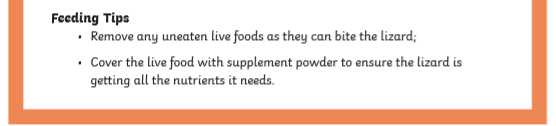 Feeding Tips
• Remove any uneaten live foods as they can bite the lizard;
• Cover the live food with supplement powder to ensure the lizard is
getting all the nutrients it needs.